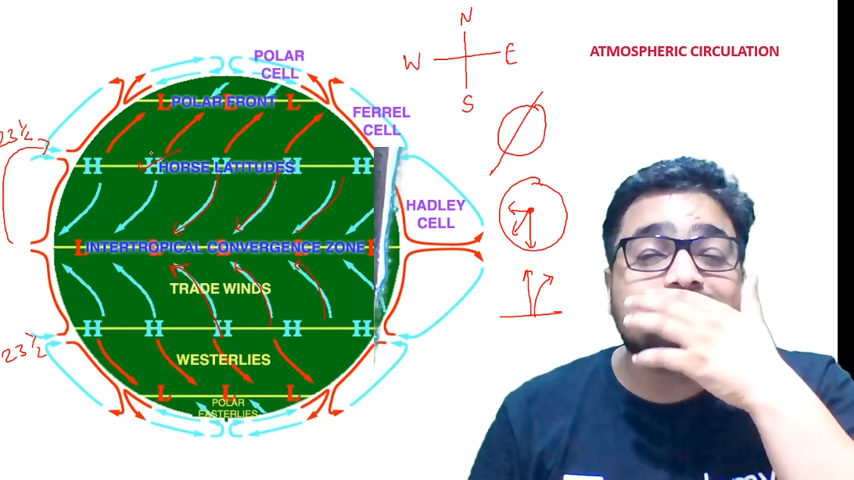 ATMOSPHERIC CIRCULATION
N
W E
S
POLAR
CELL
FERREL
CELL
HADLEY
CELL
23½
L POLAR FRONT L
H H HORSE LATITUDES H H
L INTERTROPICAL CONVERGENCE ZONE L
TRADE WINDS
H H H H H
23½
WESTERLIES
L L L
POLAR
EASTERLIES